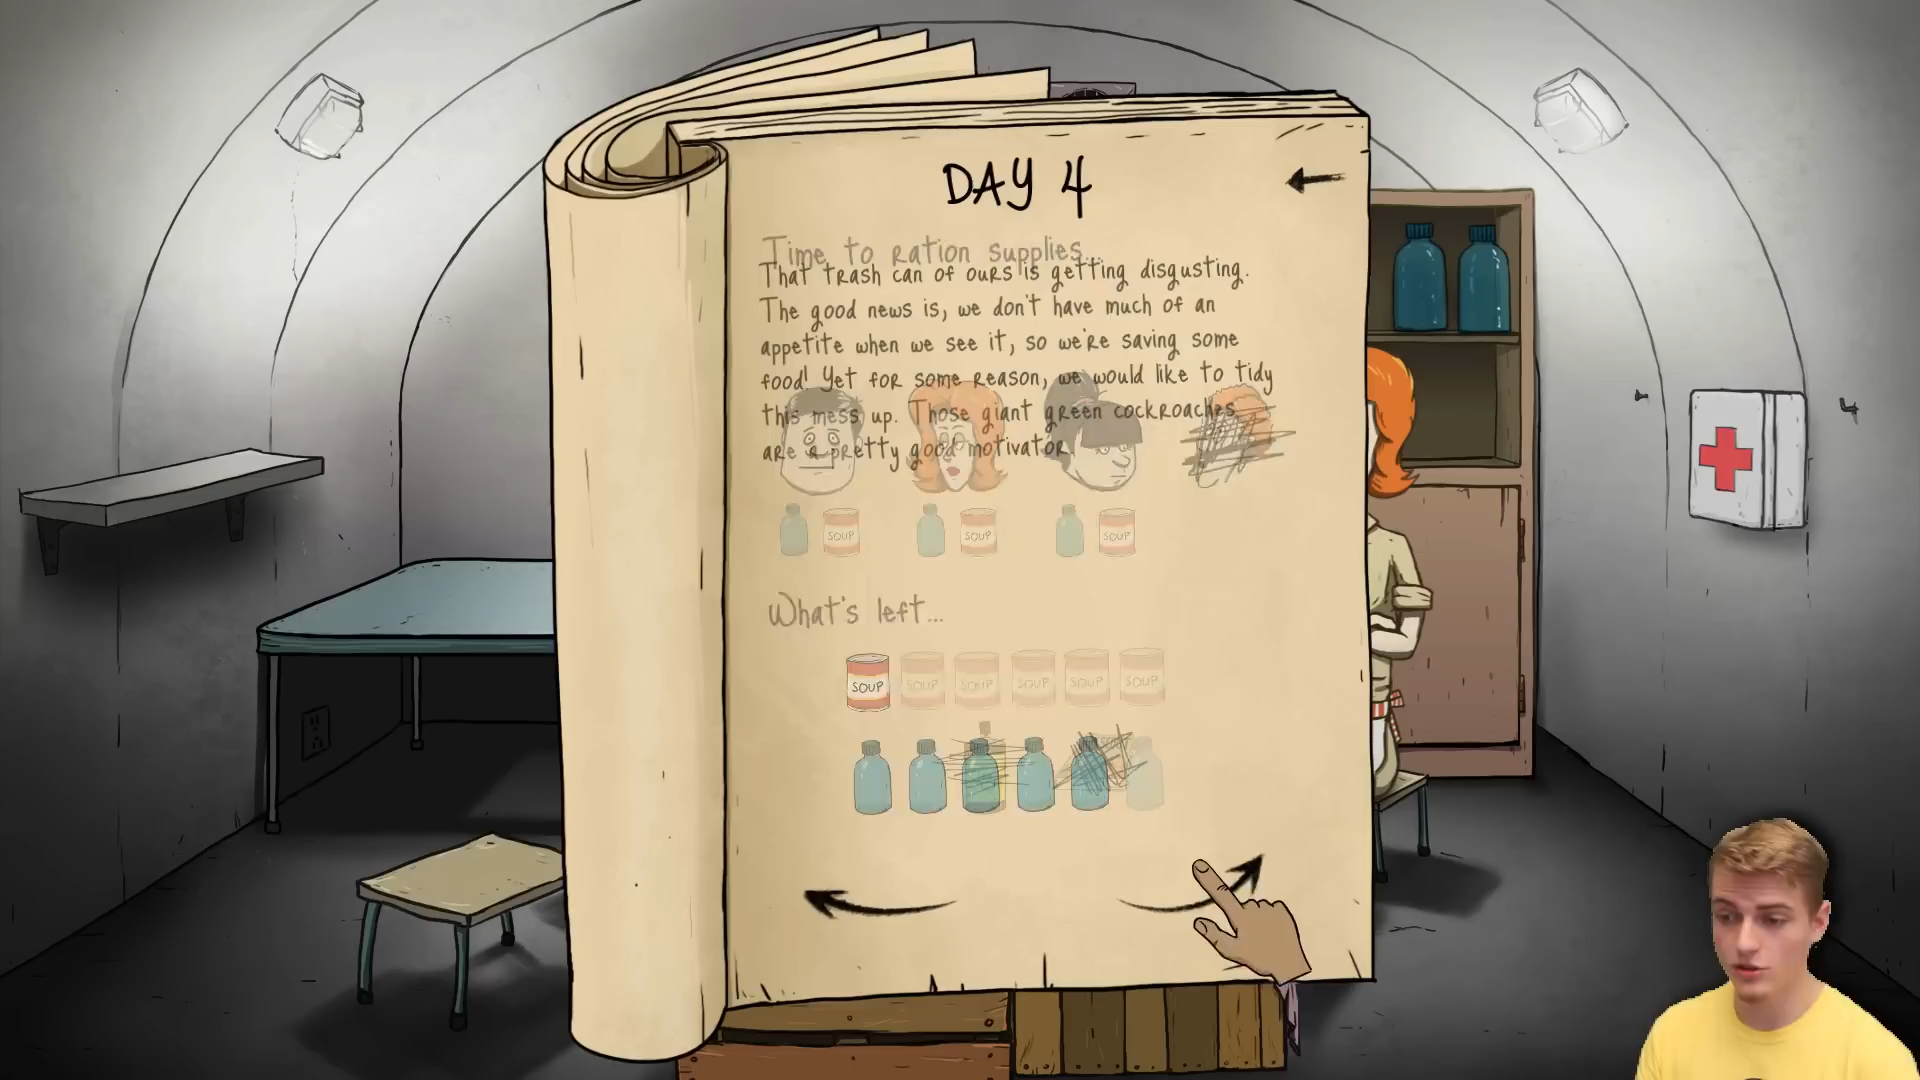 DAY 4
Time to ration supplies...
That trash can of ours is getting disgusting.
The good news is, we don't have much of an
appetite when we see it, so we're saving some
food! Yet for some reason, we would like to tidy
this mess up. Those giant green cockroaches
are a pretty good motivator.
SOUP SOUP SOUP
What's left...
SOUP SOUP SOUP SOUP SOUP SOUP